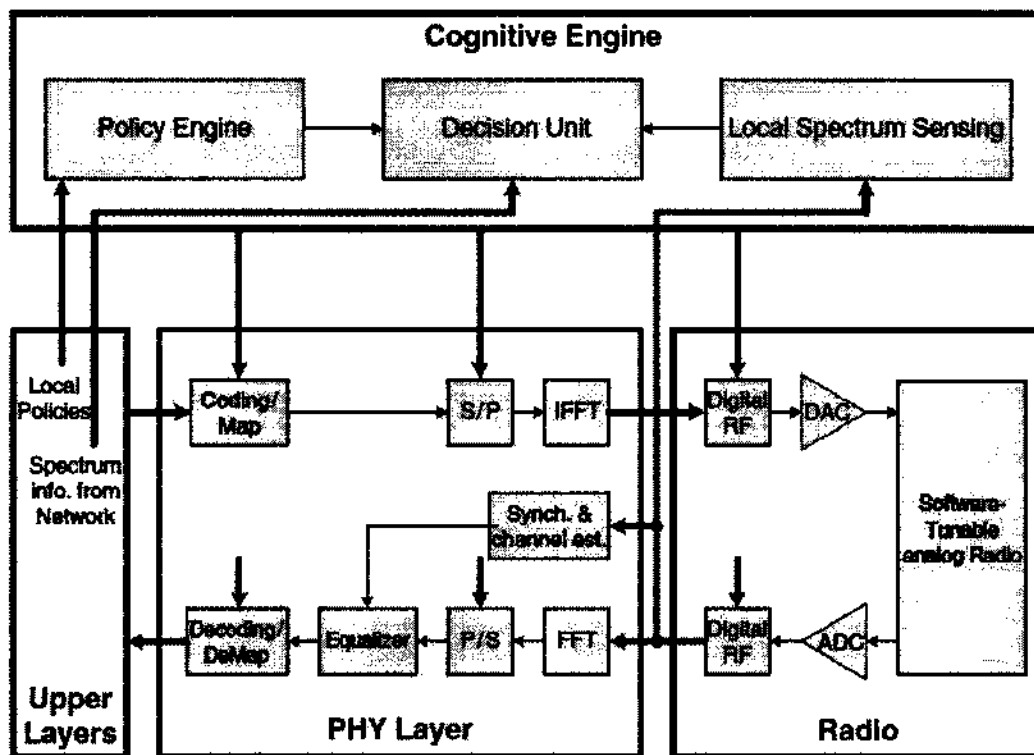 Cognitive Engine
Policy Engine
Decision Unit
Local Spectrum Sensing
Local
Policies
Spectrum
info. from
Network
Upper
Layers
Coding/
Map
S/P
IFFT
Synch. &
channel est.
Decoding/
DeMap
Equalizer
P/S
FFT
PHY Layer
Digital
RF
DAC
Software-
Tunable
analog Radio
Digital
RF
ADC
Radio